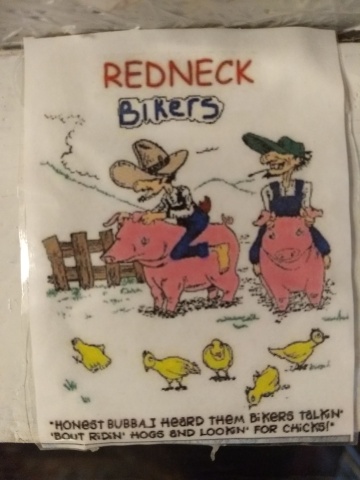 REDNECK
BIKERS
"HONEST BUBBA..I HEARD THEM BIKERS TALKIN'
'BOUT RIDIN' HOGS AND LOOKIN' FOR CHICKS!"